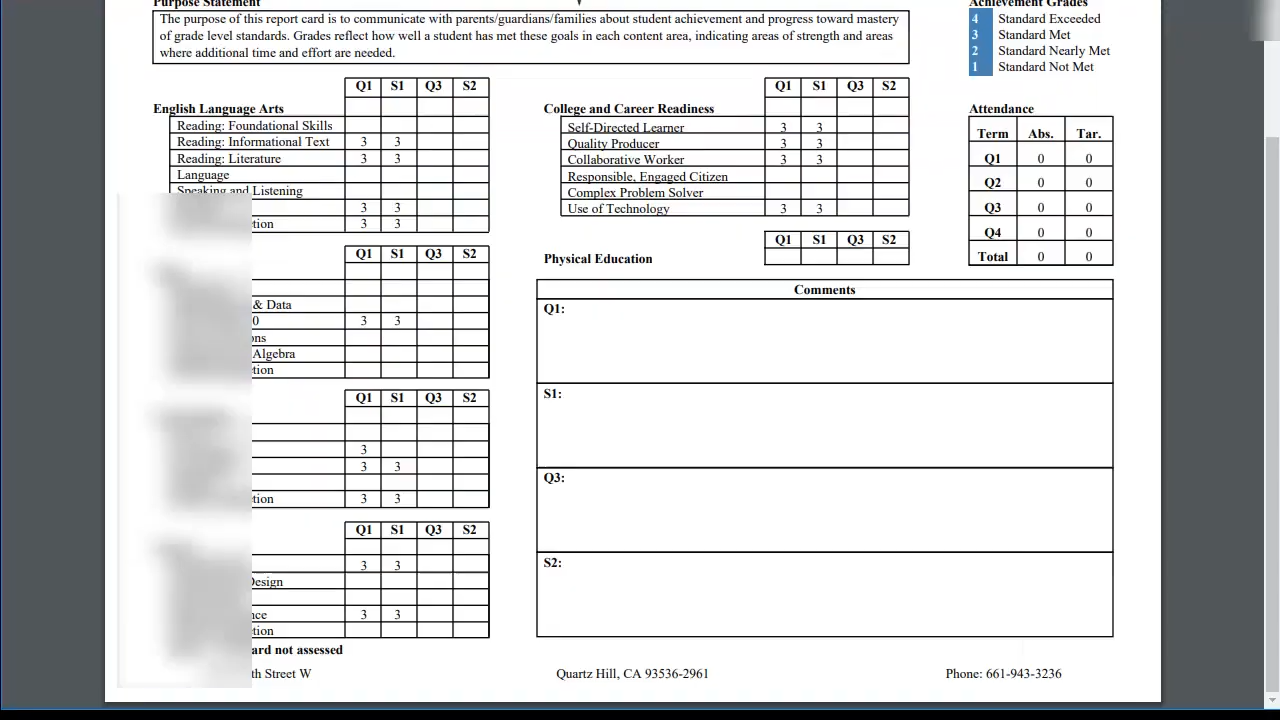 Purpose Statement
The purpose of this report card is to communicate with parents/guardians/families about student achievement and progress toward mastery
of grade level standards. Grades reflect how well a student has met these goals in each content area, indicating areas of strength and areas
where additional time and effort are needed.
Achievement Grades
4 Standard Exceeded
3 Standard Met
2 Standard Nearly Met
1 Standard Not Met
Q1 S1 Q3 S2
English Language Arts
Reading: Foundational Skills
Reading: Informational Text 3 3
Reading: Literature 3 3
Language
Speaking and Listening
3 3
tion 3 3
Q1 S1 Q3 S2
& Data
0 3 3
ons
Algebra
tion
Q1 S1 Q3 S2
3
3 3
tion 3 3
Q1 S1 Q3 S2
3 3
Design
nce 3 3
tion
ard not assessed
Q1 S1 Q3 S2
College and Career Readiness
Self-Directed Learner 3 3
Quality Producer 3 3
Collaborative Worker 3 3
Responsible, Engaged Citizen
Complex Problem Solver
Use of Technology 3 3
Q1 S1 Q3 S2
Physical Education
Attendance
Term Abs. Tar.
Q1 0 0
Q2 0 0
Q3 0 0
Q4 0 0
Total 0 0
Comments
Q1:
S1:
Q3:
S2:
th Street W Quartz Hill, CA 93536-2961 Phone: 661-943-3236